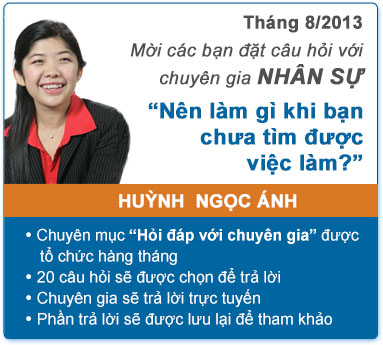 Tháng 8/2013
Mời các bạn đặt câu hỏi với
chuyên gia NHÂN SỰ
“Nên làm gì khi bạn
chưa tìm được
việc làm?”
HUỲNH NGỌC ÁNH
• Chuyên mục “Hỏi đáp với chuyên gia” được
tổ chức hàng tháng
• 20 câu hỏi sẽ được chọn để trả lời
• Chuyên gia sẽ trả lời trực tuyến
• Phần trả lời sẽ được lưu lại để tham khảo